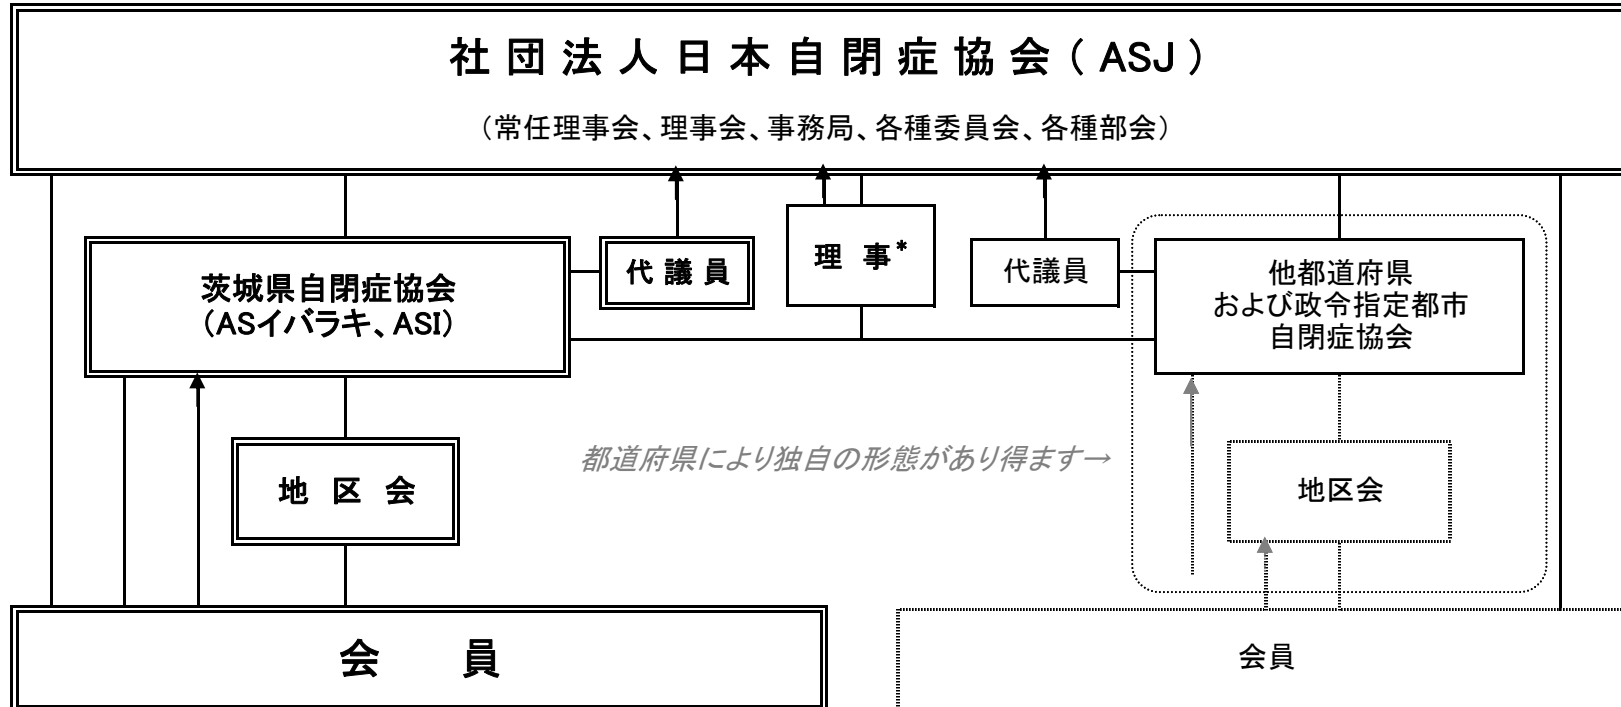 社団法人日本自閉症協会(ASJ)
(常任理事会、理事会、事務局、各種委員会、各種部会)
茨城県自閉症協会
(ASイバラキ、ASI)
代議員
理事*
代議員
他都道府県
および政令指定都市
自閉症協会
都道府県により独自の形態があり得ます→
地区会
地区会
会員
会員